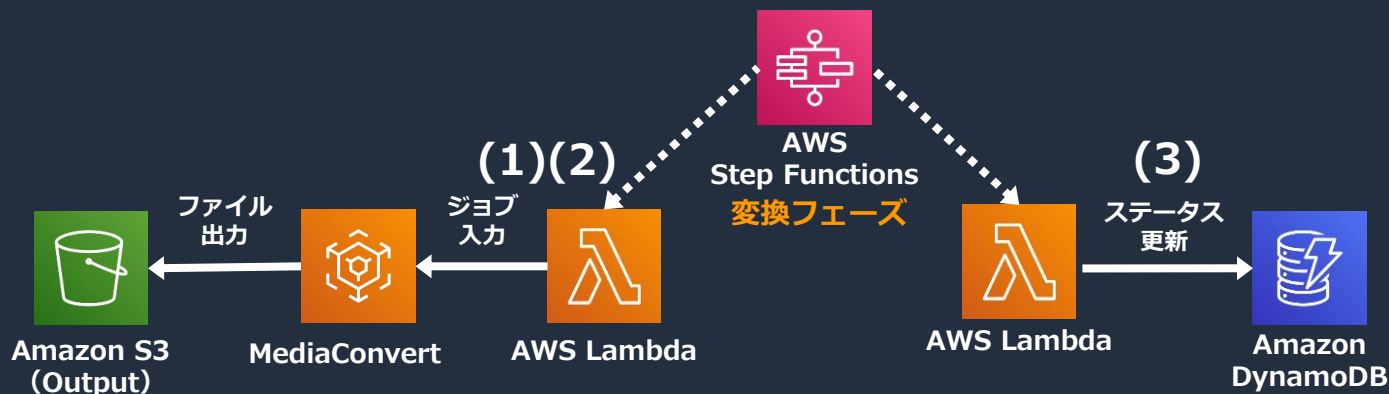 AWS
Step Functions
変換フェーズ
(1)(2)
(3)
ファイル
出力
ジョブ
入力
ステータス
更新
Amazon S3
（Output）
MediaConvert
AWS Lambda
AWS Lambda
Amazon
DynamoDB